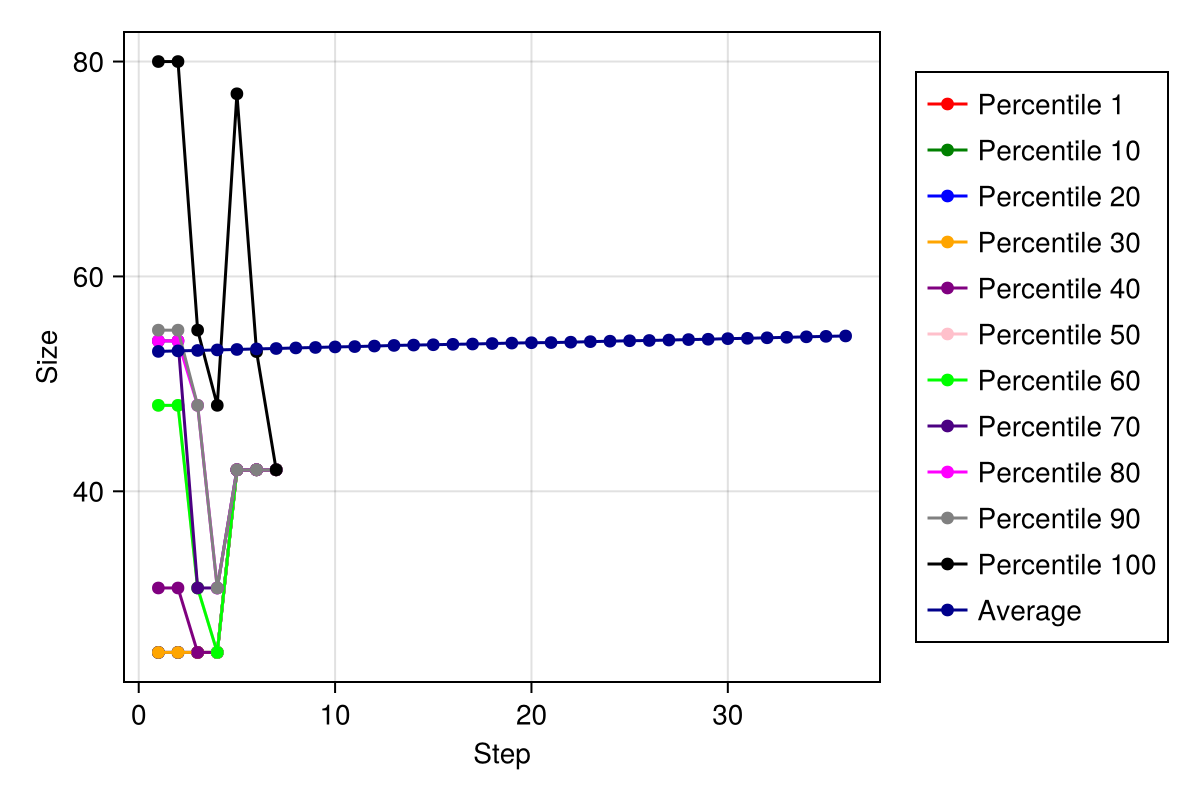 80
60
40
Size
0
10
20
30
Step
Percentile 1
Percentile 10
Percentile 20
Percentile 30
Percentile 40
Percentile 50
Percentile 60
Percentile 70
Percentile 80
Percentile 90
Percentile 100
Average